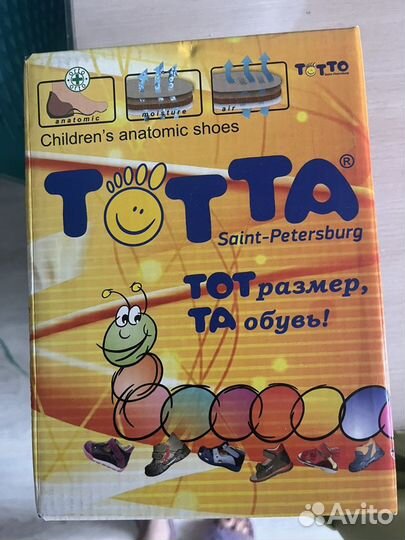 TOTTO
anatomic
moisture
air
Children's anatomic shoes
TOTTA®
Saint-Petersburg
ТОТ размер,
ТА обувь!
Avito